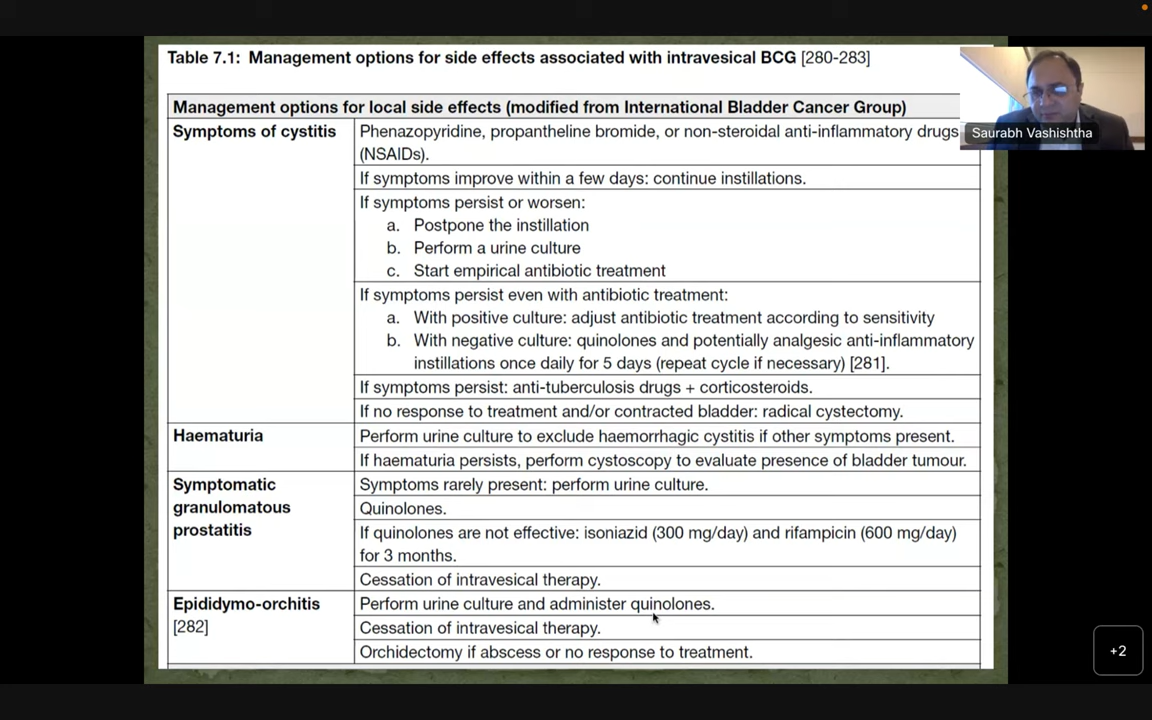 Table 7.1: Management options for side effects associated with intravesical BCG [280-283]
Management options for local side effects (modified from International Bladder Cancer Group)
Symptoms of cystitis
Phenazopyridine, propantheline bromide, or non-steroidal anti-inflammatory drugs
(NSAIDs).
If symptoms improve within a few days: continue instillations.
If symptoms persist or worsen:
a. Postpone the instillation
b. Perform a urine culture
c. Start empirical antibiotic treatment
If symptoms persist even with antibiotic treatment:
a. With positive culture: adjust antibiotic treatment according to sensitivity
b. With negative culture: quinolones and potentially analgesic anti-inflammatory
instillations once daily for 5 days (repeat cycle if necessary) [281].
If symptoms persist: anti-tuberculosis drugs + corticosteroids.
If no response to treatment and/or contracted bladder: radical cystectomy.
Haematuria
Perform urine culture to exclude haemorrhagic cystitis if other symptoms present.
If haematuria persists, perform cystoscopy to evaluate presence of bladder tumour.
Symptomatic
granulomatous
prostatitis
Symptoms rarely present: perform urine culture.
Quinolones.
If quinolones are not effective: isoniazid (300 mg/day) and rifampicin (600 mg/day)
for 3 months.
Cessation of intravesical therapy.
Epididymo-orchitis
[282]
Perform urine culture and administer quinolones.
Cessation of intravesical therapy.
Orchidectomy if abscess or no response to treatment.
Saurabh Vashishtha
+2